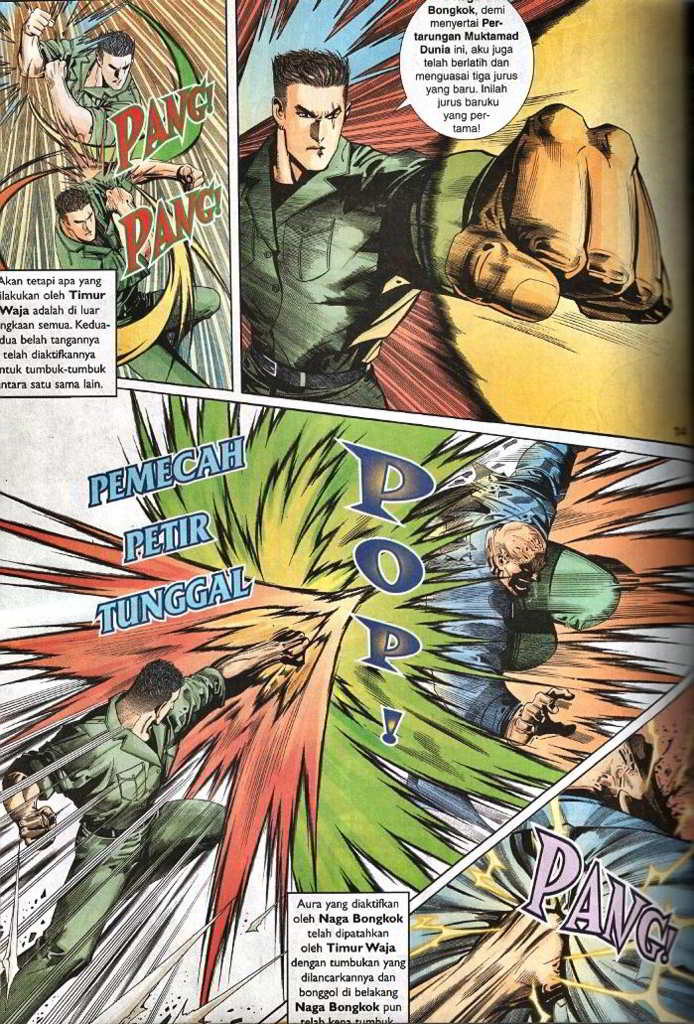 PANG!
PANG!
Bongkok, demi
menyertai Per-
tarungan Muktamad
Dunia ini, aku juga
telah berlatih dan
menguasai tiga jurus
yang baru. Inilah
jurus baruku
yang per-
tama!
Akan tetapi apa yang
ilakukan oleh Timur
Waja adalah di luar
ngkaan semua. Kedua-
dua belah tangannya
telah diaktifkannya
ntuk tumbuk-tumbuk
ntara satu sama lain.
PEMECAH
PETIR
TUNGGAL
POP!
PANG!
Aura yang diaktifkan
oleh Naga Bongkok
telah dipatahkan
oleh Timur Waja
dengan tumbukan yang
dilancarkannya dan
bonggol di belakang
Naga Bongkok pun
telah kena tumbuk